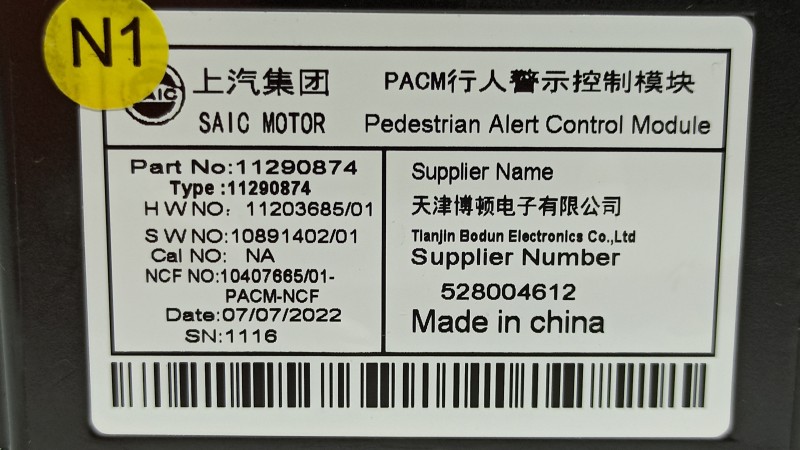 N1
SAIC
上汽集团
SAIC MOTOR
PACM行人警示控制模块
Pedestrian Alert Control Module
Part No:11290874
Type :11290874
HW NO: 11203685/01
SW NO:10891402/01
Cal NO: NA
NCF NO:10407665/01-
PACM-NCF
Date:07/07/2022
SN:1116
Supplier Name
天津博顿电子有限公司
Tianjin Bodun Electronics Co.,Ltd
Supplier Number
528004612
Made in china